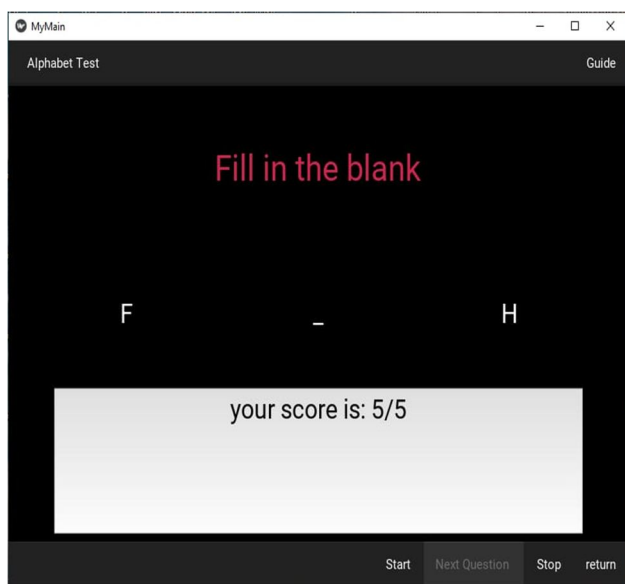 MyMain
Alphabet Test Guide
Fill in the blank
F _ H
your score is: 5/5
Start Next Question Stop return